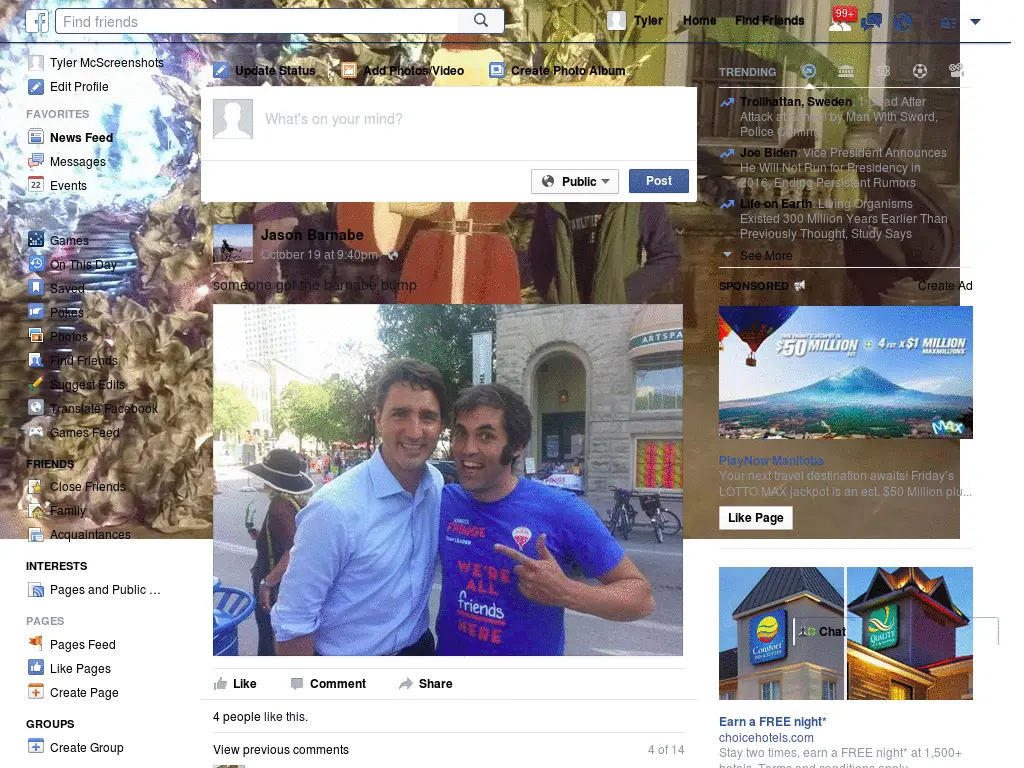 Find friends
Tyler
Home
Find Friends
99+
Tyler McScreenshots
Edit Profile
FAVORITES
News Feed
Messages
22
Events
Games
On This Day
Saved
Pokes
Photos
Find Friends
Suggest Edits
Translate Facebook
Games Feed
FRIENDS
Close Friends
Family
Acquaintances
INTERESTS
Pages and Public ...
PAGES
Pages Feed
Like Pages
Create Page
GROUPS
Create Group
Update Status
Add Photos/Video
Create Photo Album
What's on your mind?
Public
Post
Jason Barnabe
October 19 at 9:40pm
someone got the barnabe bump
ARTSPA
WE'RE
ALL
friends
HERE
Like
Comment
Share
4 people like this.
View previous comments
4 of 14
TRENDING
Trollhattan, Sweden: 1 Dead After
Attack at School by Man With Sword,
Police Confirm
Joe Biden: Vice President Announces
He Will Not Run for Presidency in
2016, Ending Persistent Rumors
Life on Earth: Living Organisms
Existed 300 Million Years Earlier Than
Previously Thought, Study Says
See More
SPONSORED
Create Ad
$50 MILLION
4 x $1 MILLION
MAXMILLIONS
MAX
PlayNow Manitoba
Your next travel destination awaits! Friday's
LOTTO MAX jackpot is an est. $50 Million plu...
Like Page
Comfort
INN & SUITES
QUALITY
Chat
Earn a FREE night*
choicehotels.com
Stay two times, earn a FREE night* at 1,500+
hotels. Terms and conditions apply.